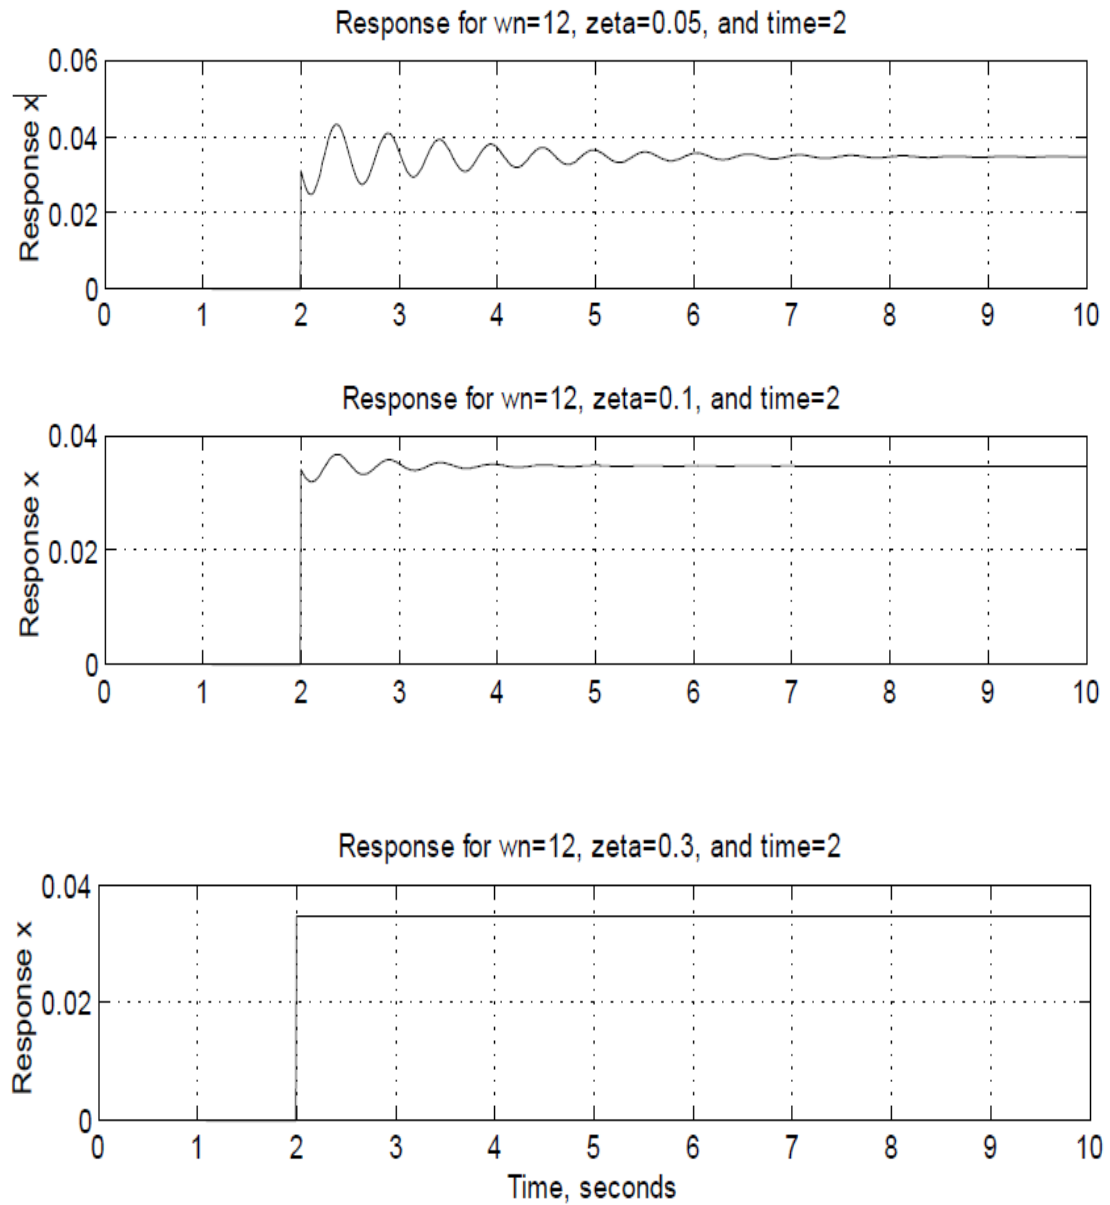 Response for wn=12, zeta=0.05, and time=2
Response x
0.06
0.04
0.02
0
0 1 2 3 4 5 6 7 8 9 10
Response for wn=12, zeta=0.1, and time=2
Response x
0.04
0.02
0
0 1 2 3 4 5 6 7 8 9 10
Response for wn=12, zeta=0.3, and time=2
Response x
0.04
0.02
0
0 1 2 3 4 5 6 7 8 9 10
Time, seconds